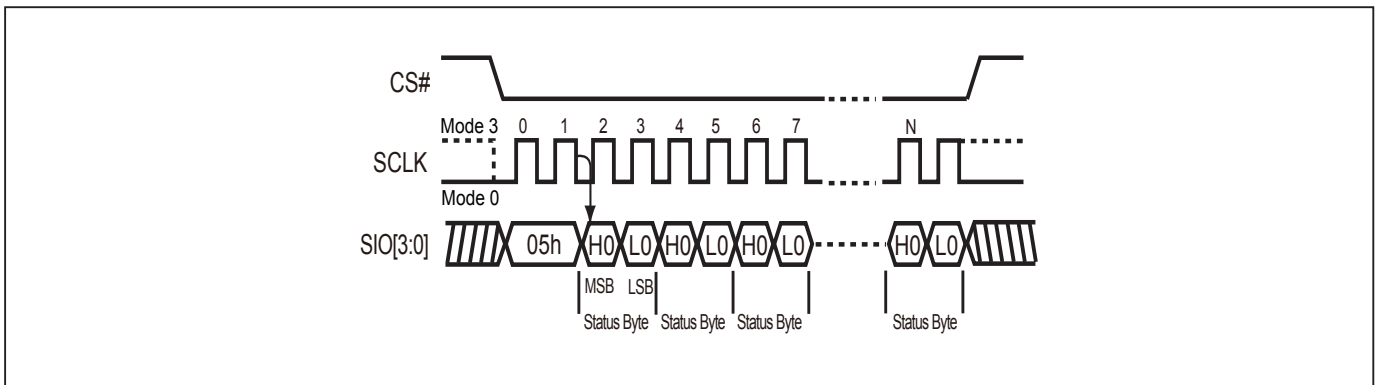 CS#
Mode 3 0 1 2 3 4 5 6 7 N
SCLK
Mode 0
SIO[3:0] 05h H0 L0 H0 L0 H0 L0 H0 L0
MSB LSB
Status Byte Status Byte Status Byte Status Byte